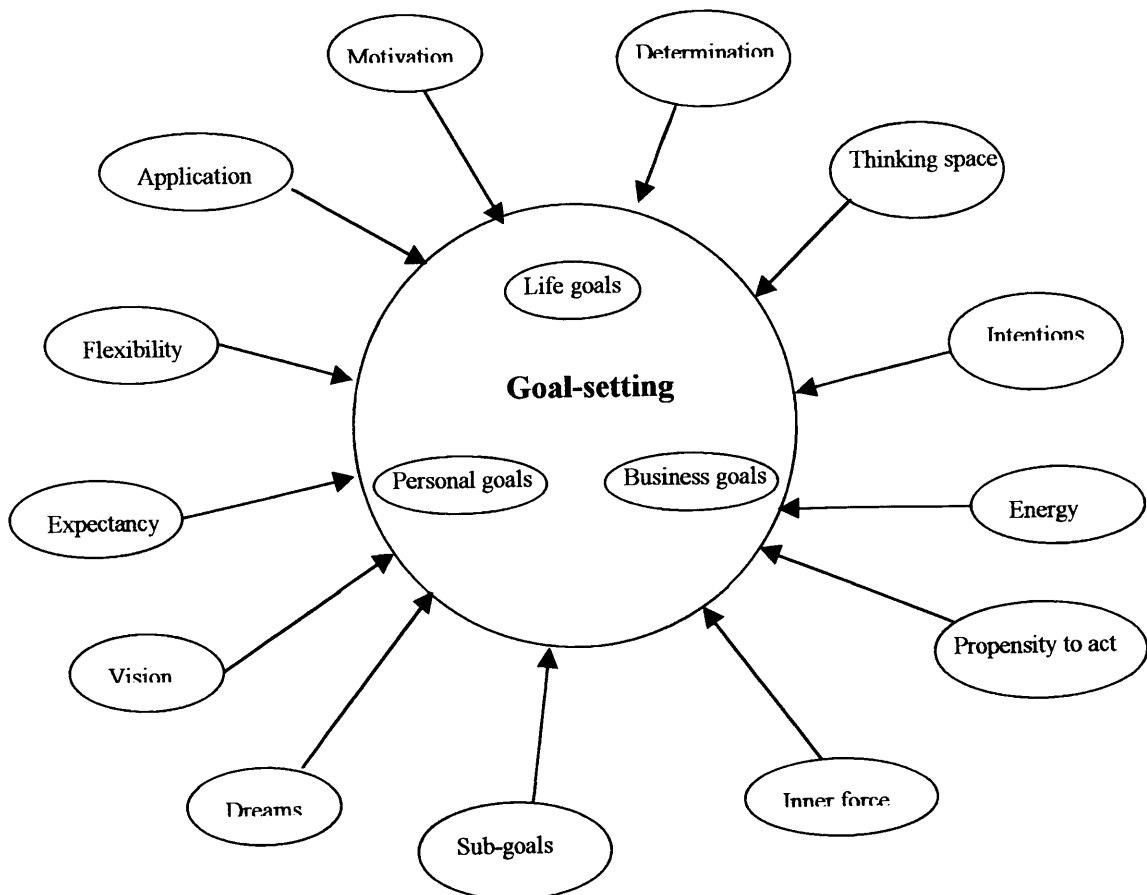 Motivation
Determination
Application
Thinking space
Life goals
Flexibility
Intentions
Goal-setting
Personal goals
Business goals
Expectancy
Energy
Propensity to act
Vision
Dreams
Inner force
Sub-goals